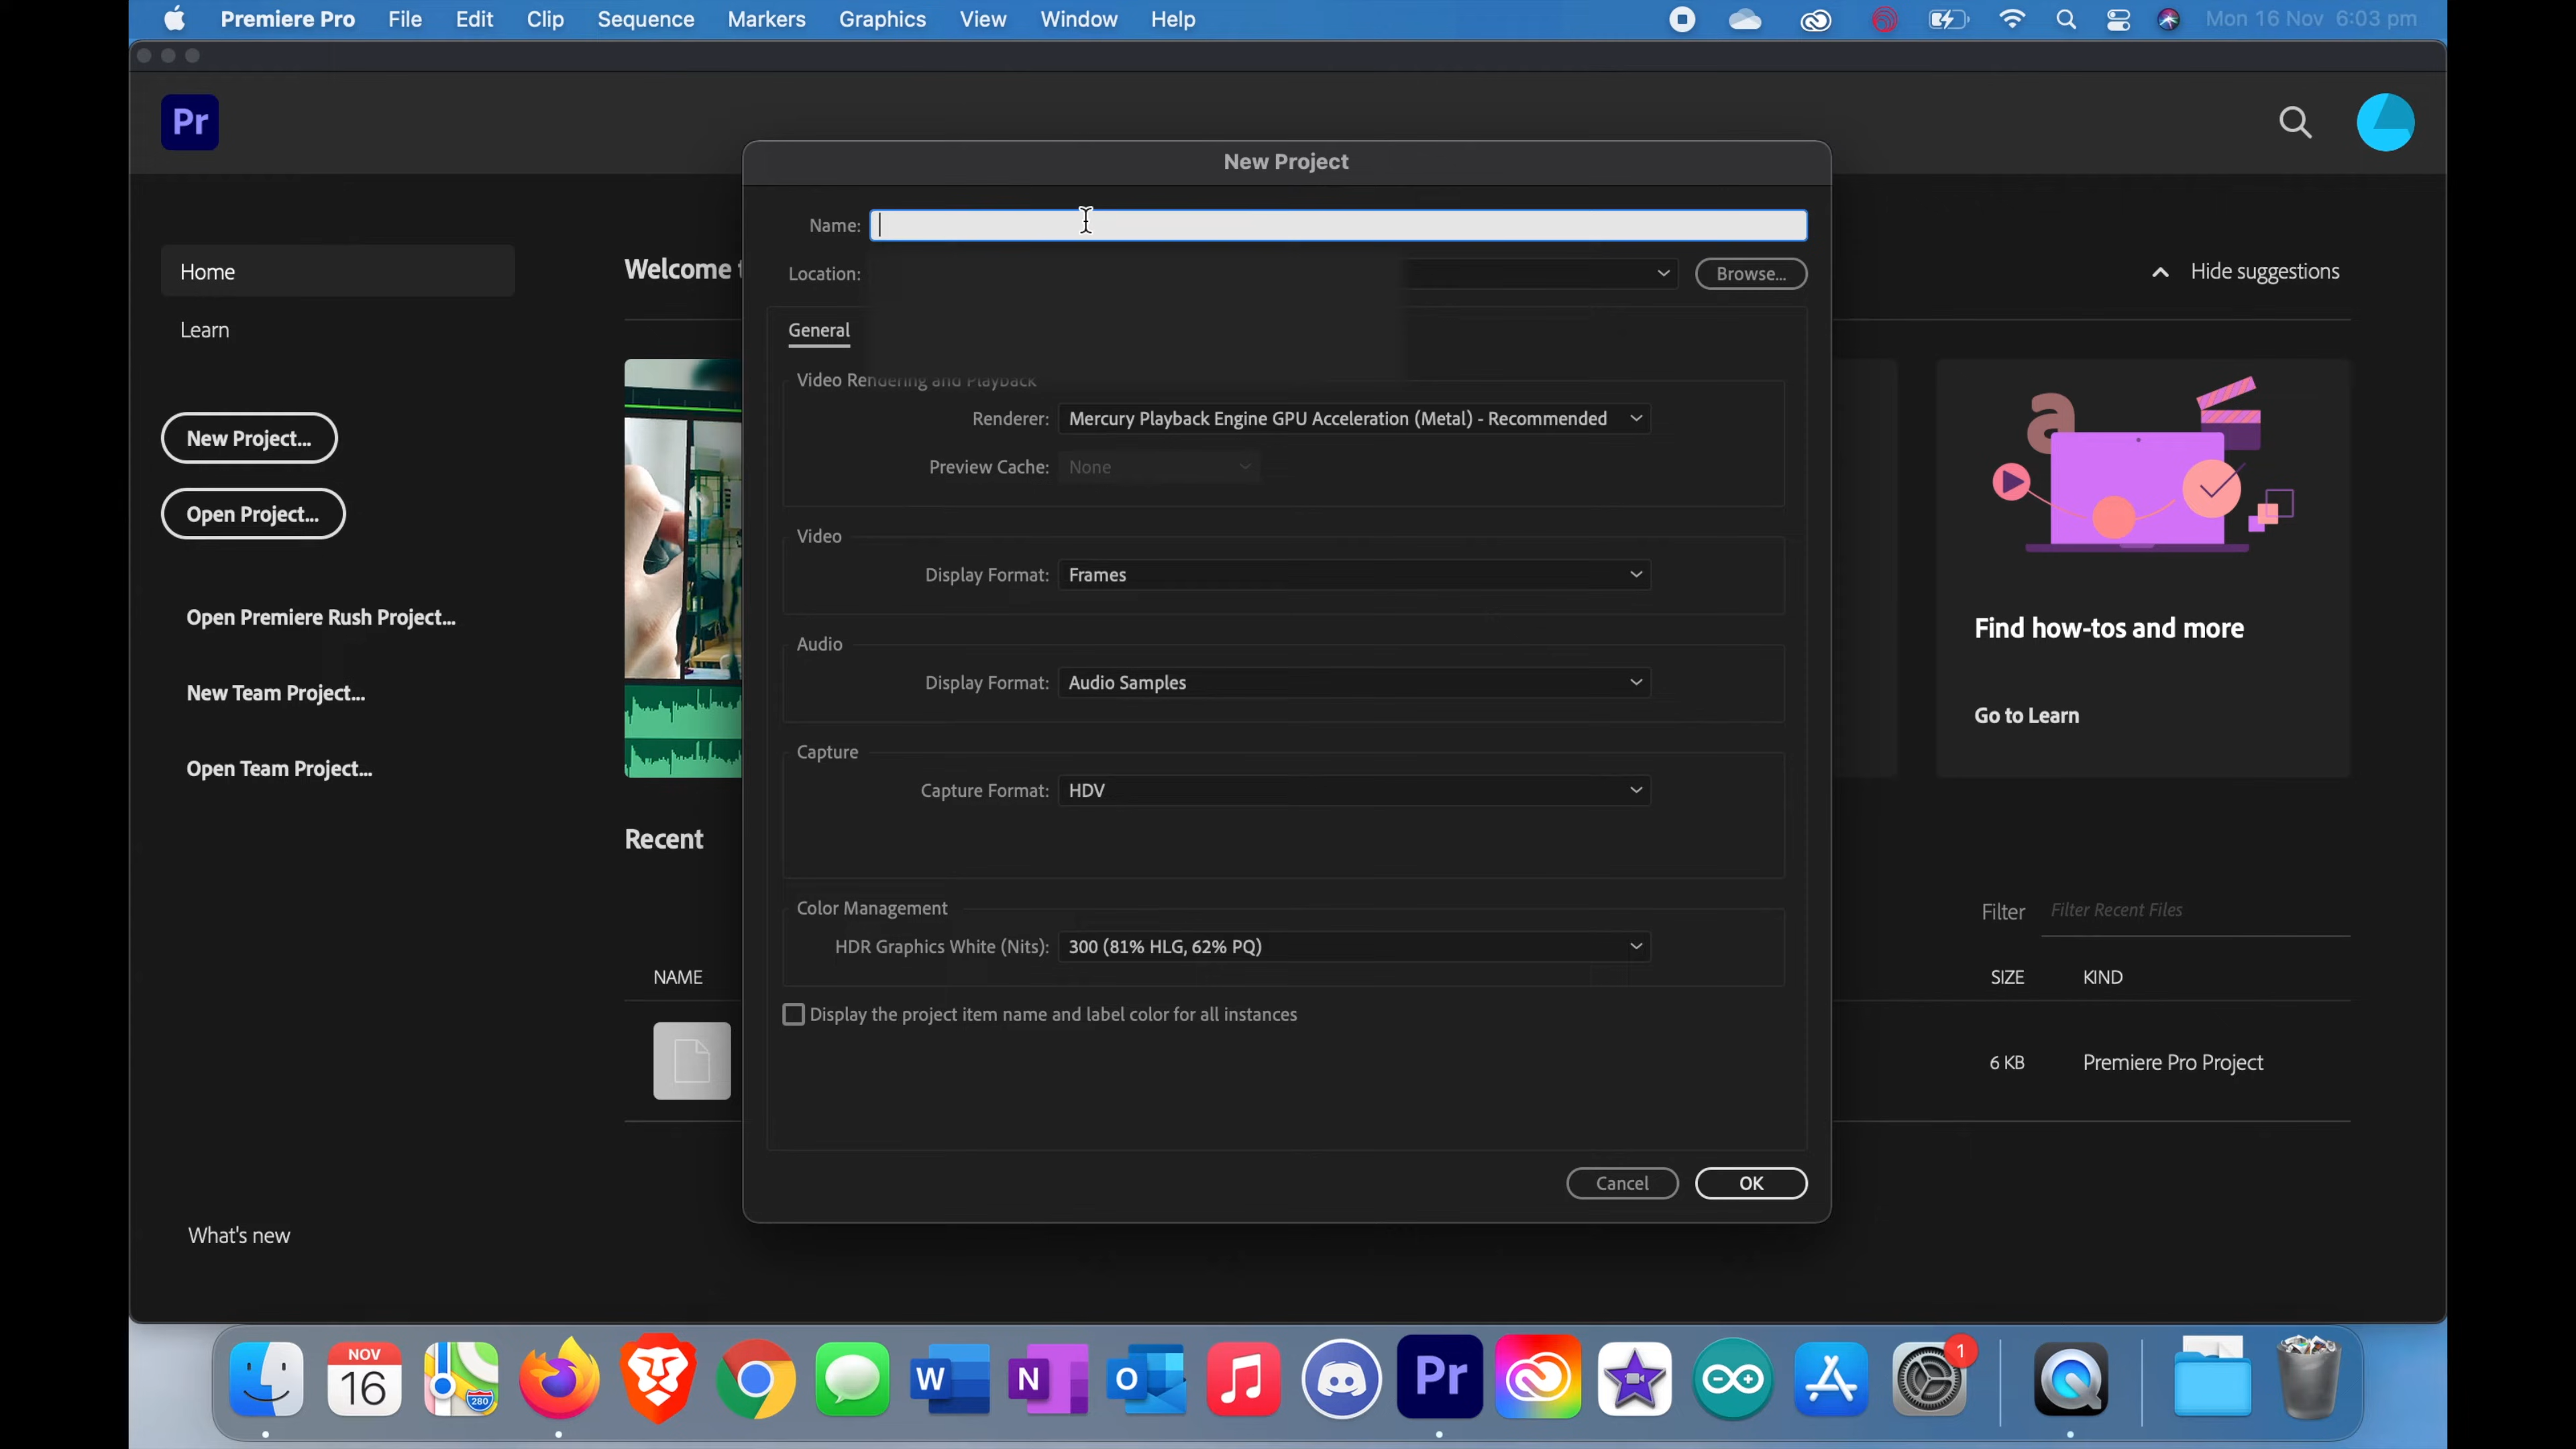 Premiere Pro File Edit Clip Sequence Markers Graphics View Window Help Mon 16 Nov 6:03 pm
Pr
New Project
Name:
Location: Browse...
Home
Learn
New Project...
Open Project...
Open Premiere Rush Project...
New Team Project...
Open Team Project...
What's new
Welcome
Hide suggestions
General
Video Rendering and Playback
Renderer: Mercury Playback Engine GPU Acceleration (Metal) - Recommended
Preview Cache: None
Video
Display Format: Frames
Audio
Display Format: Audio Samples
Capture
Capture Format: HDV
Color Management
HDR Graphics White (Nits): 300 (81% HLG, 62% PQ)
Display the project item name and label color for all instances
Cancel OK
a
Find how-tos and more
Go to Learn
Recent
Filter Filter Recent Files
NAME SIZE KIND
6 KB Premiere Pro Project
NOV
16
280
W
N
O
Pr
1